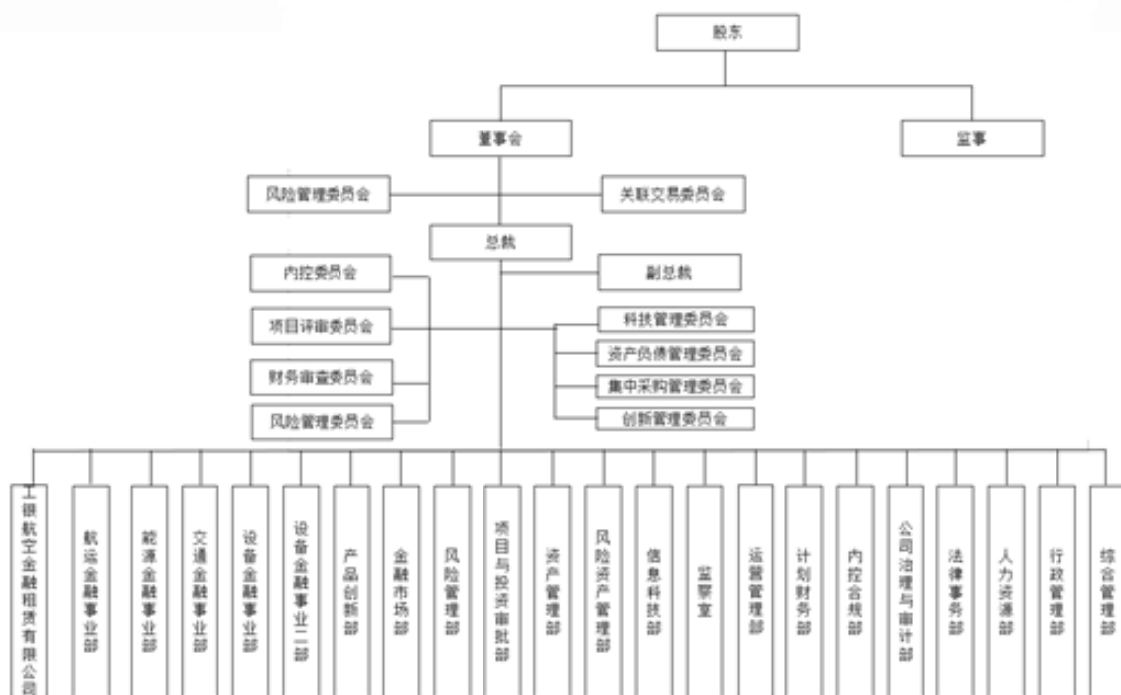 股东
董事会
监事
风险管理委员会
关联交易委员会
总裁
内控委员会
副总裁
项目评审委员会
科技管理委员会
资产负债管理委员会
财务审查委员会
集中采购管理委员会
风险管理委员会
创新管理委员会
工银航空金融租赁有限公司
航运金融事业部
能源金融事业部
交通金融事业部
设备金融事业部
设备金融事业二部
产品创新部
金融市场部
风险管理部
项目与投资审批部
资产管理部
风险资产管理部
信息科技部
监察室
运营管理部
计划财务部
内控合规部
公司治理与审计部
法律事务部
人力资源部
行政管理部
综合管理部